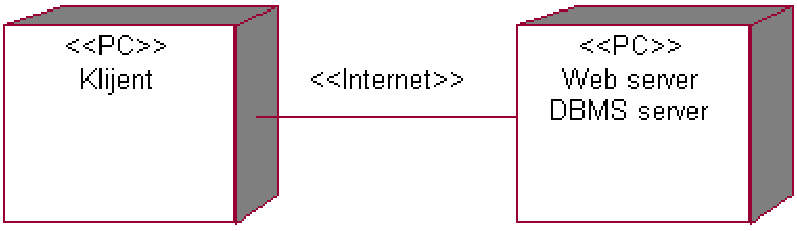 <<PC>>
Klijent
<<Internet>>
<<PC>>
Web server
DBMS server